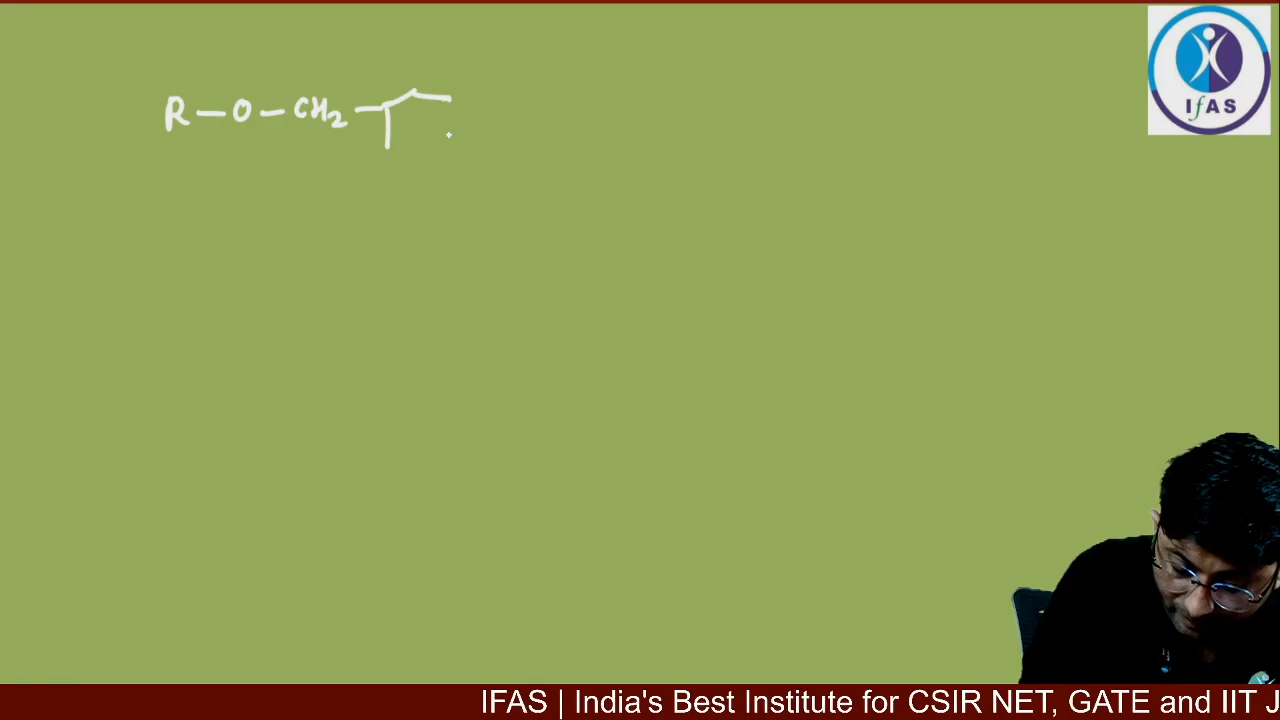 R - O - CH2 -
IfAS
IFAS | India's Best Institute for CSIR NET, GATE and IIT J